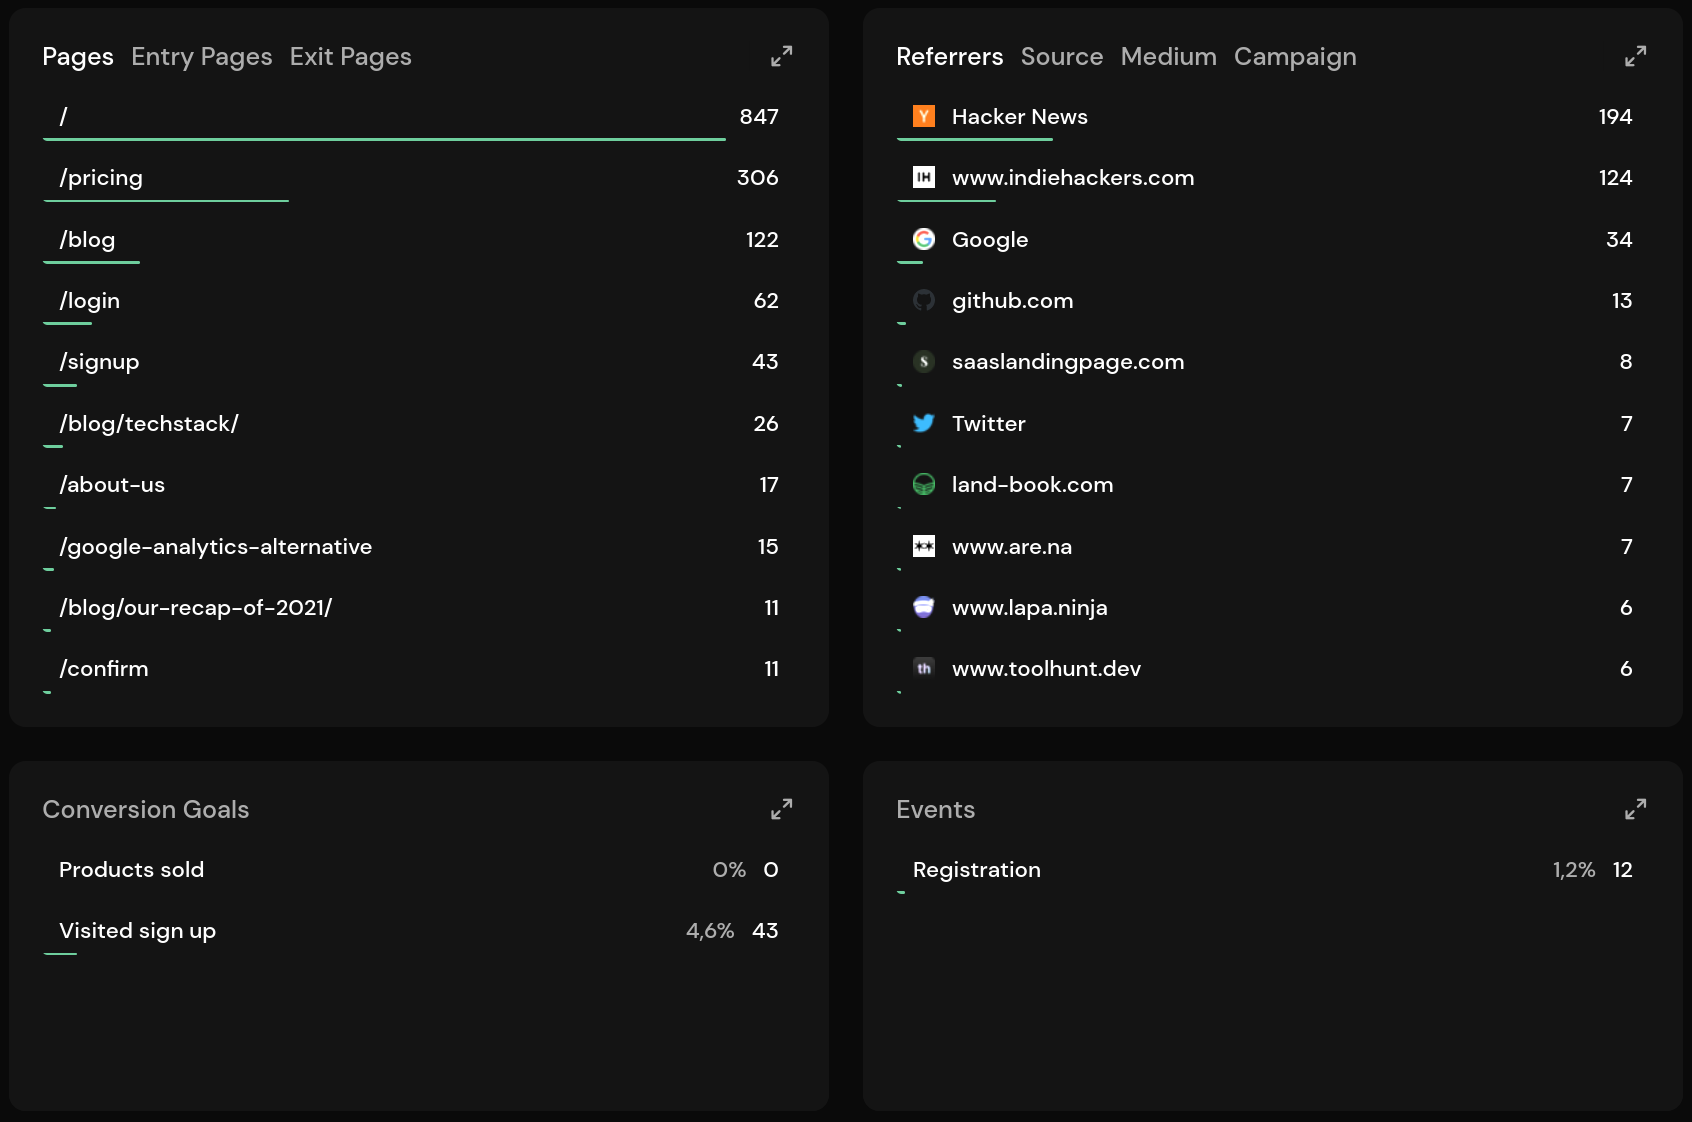 Pages Entry Pages Exit Pages
/ 847
/pricing 306
/blog 122
/login 62
/signup 43
/blog/techstack/ 26
/about-us 17
/google-analytics-alternative 15
/blog/our-recap-of-2021/ 11
/confirm 11
Referrers Source Medium Campaign
Y Hacker News 194
IH www.indiehackers.com 124
G Google 34
github.com 13
S saaslandingpage.com 8
Twitter 7
land-book.com 7
www.are.na 7
www.lapa.ninja 6
th www.toolhunt.dev 6
Conversion Goals
Products sold 0% 0
Visited sign up 4,6% 43
Events
Registration 1,2% 12